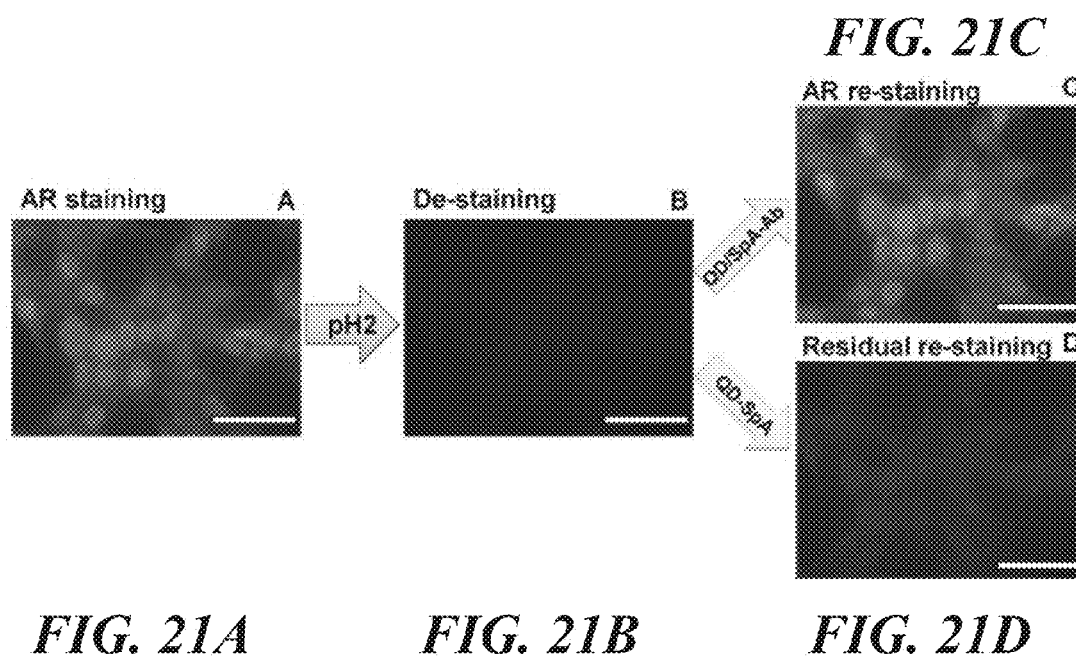 FIG. 21C
AR re-staining C
AR staining A
De-staining B
QD-SpA-Ab
pH2
Residual re-staining D
QD-SpA
FIG. 21A
FIG. 21B
FIG. 21D